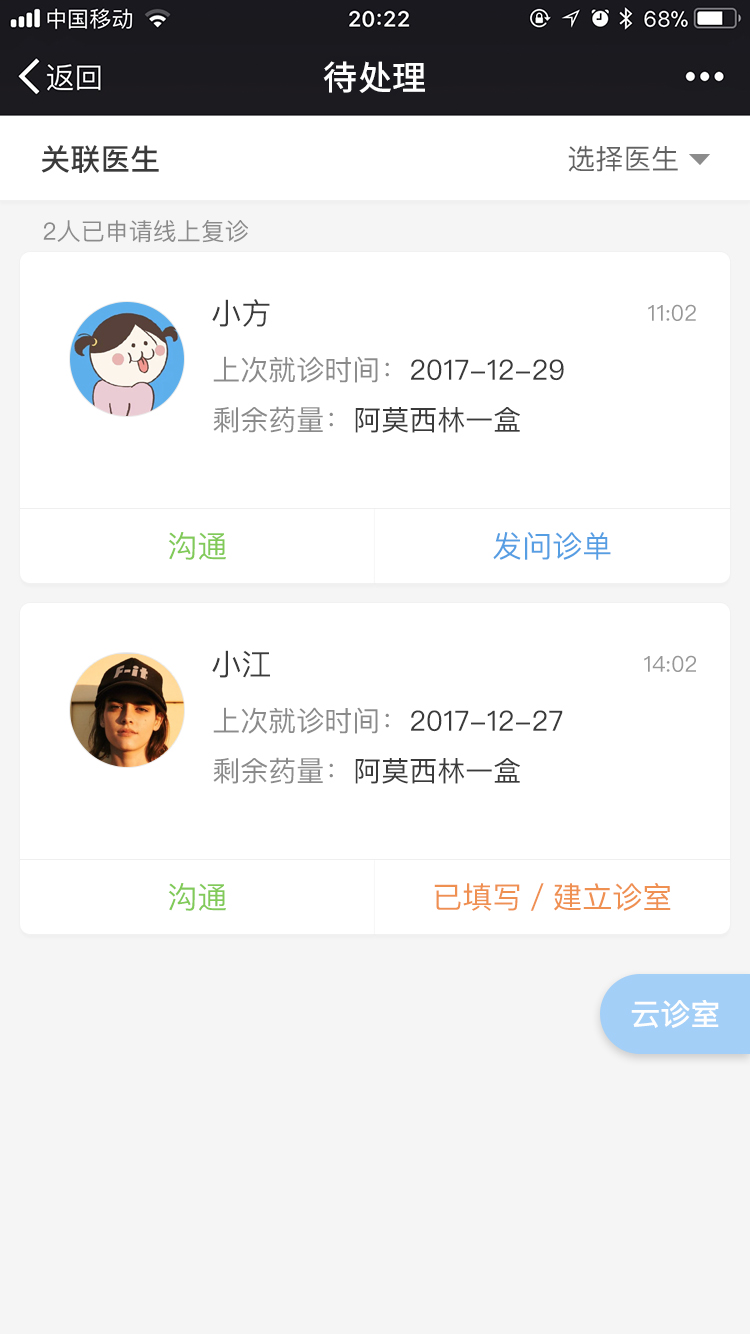 中国移动 20:22 68%
返回 待处理
关联医生 选择医生
2人已申请线上复诊
小方 11:02
上次就诊时间：2017-12-29
剩余药量：阿莫西林一盒
沟通 发问诊单
F-it
小江 14:02
上次就诊时间：2017-12-27
剩余药量：阿莫西林一盒
沟通 已填写 / 建立诊室
云诊室